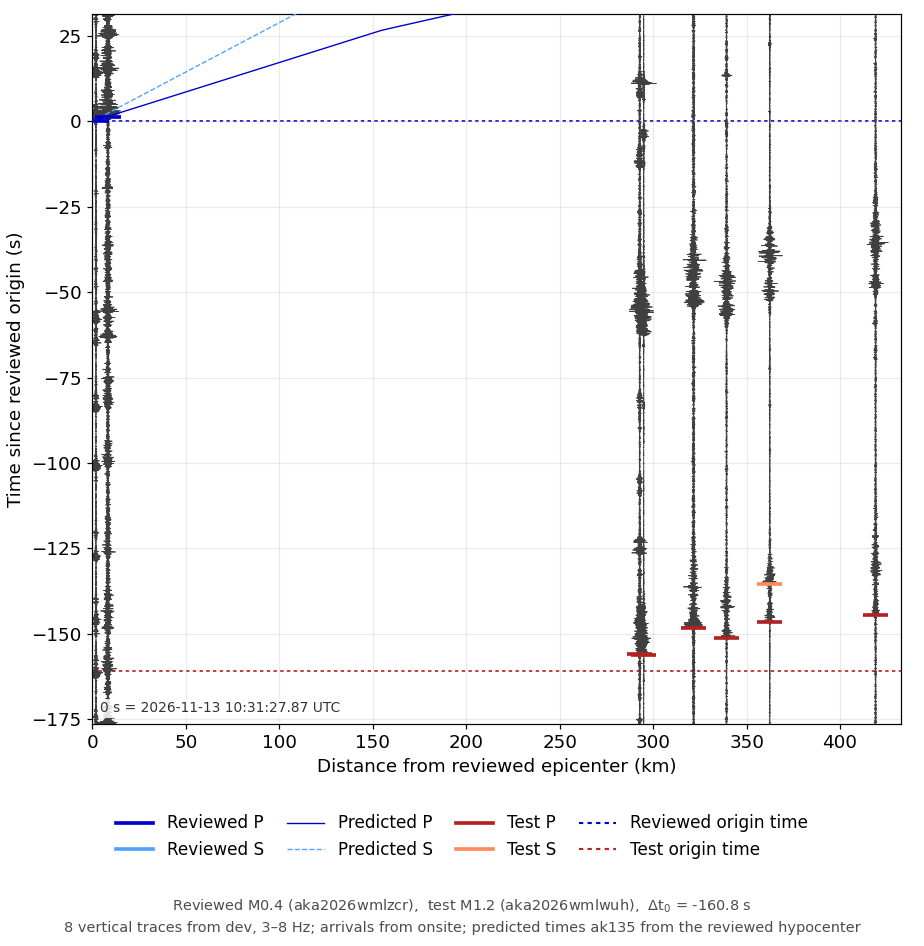 25
0
−25
−50
−75
−100
−125
−150
−175
Time since reviewed origin (s)
0 s = 2026-11-13 10:31:27.87 UTC
0 50 100 150 200 250 300 350 400
Distance from reviewed epicenter (km)
Reviewed P Predicted P Test P Reviewed origin time
Reviewed S Predicted S Test S Test origin time
Reviewed M0.4 (aka2026wmlzcr), test M1.2 (aka2026wmlwuh), Δt₀ = -160.8 s
8 vertical traces from dev, 3–8 Hz; arrivals from onsite; predicted times ak135 from the reviewed hypocenter